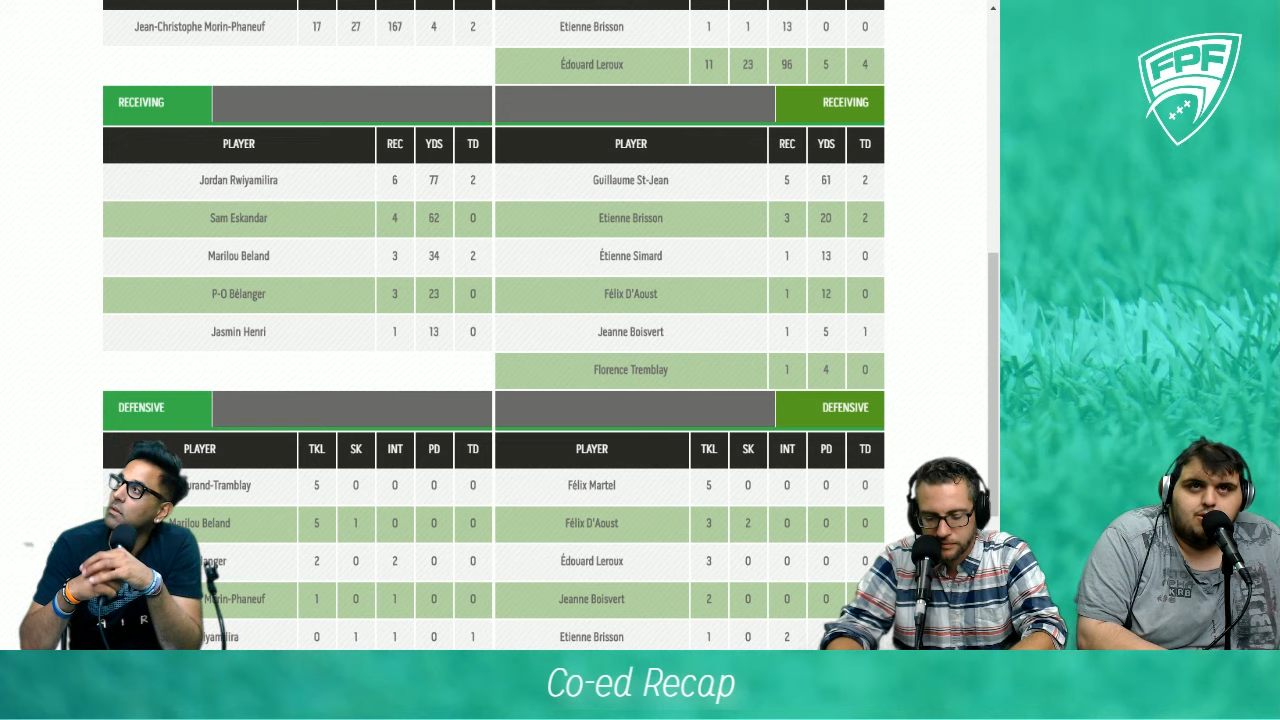 Jean-Christophe Morin-Phaneuf 17 27 167 4 2 Etienne Brisson 1 1 13 0 0
Édouard Leroux 11 23 96 5 4
RECEIVING RECEIVING
PLAYER REC YDS TD PLAYER REC YDS TD
Jordan Rwiyamilira 6 77 2 Guillaume St-Jean 5 61 2
Sam Eskandar 4 62 0 Etienne Brisson 3 20 2
Marilou Beland 3 34 2 Étienne Simard 1 13 0
P-O Bélanger 3 23 0 Félix D'Aoust 1 12 0
Jasmin Henri 1 13 0 Jeanne Boisvert 1 5 1
Florence Tremblay 1 4 0
DEFENSIVE DEFENSIVE
PLAYER TKL SK INT PD TD PLAYER TKL SK INT PD TD
urand-Tramblay 5 0 0 0 0 Félix Martel 5 0 0 0 0
Marilou Beland 5 1 0 0 0 Félix D'Aoust 3 2 0 0 0
langer 2 0 2 0 0 Édouard Leroux 3 0 0 0 0
Morin-Phaneuf 1 0 1 0 0 Jeanne Boisvert 2 0 0 0
iyamilira 0 1 1 0 1 Etienne Brisson 1 0 2
FPF
KRB
Co-ed Recap